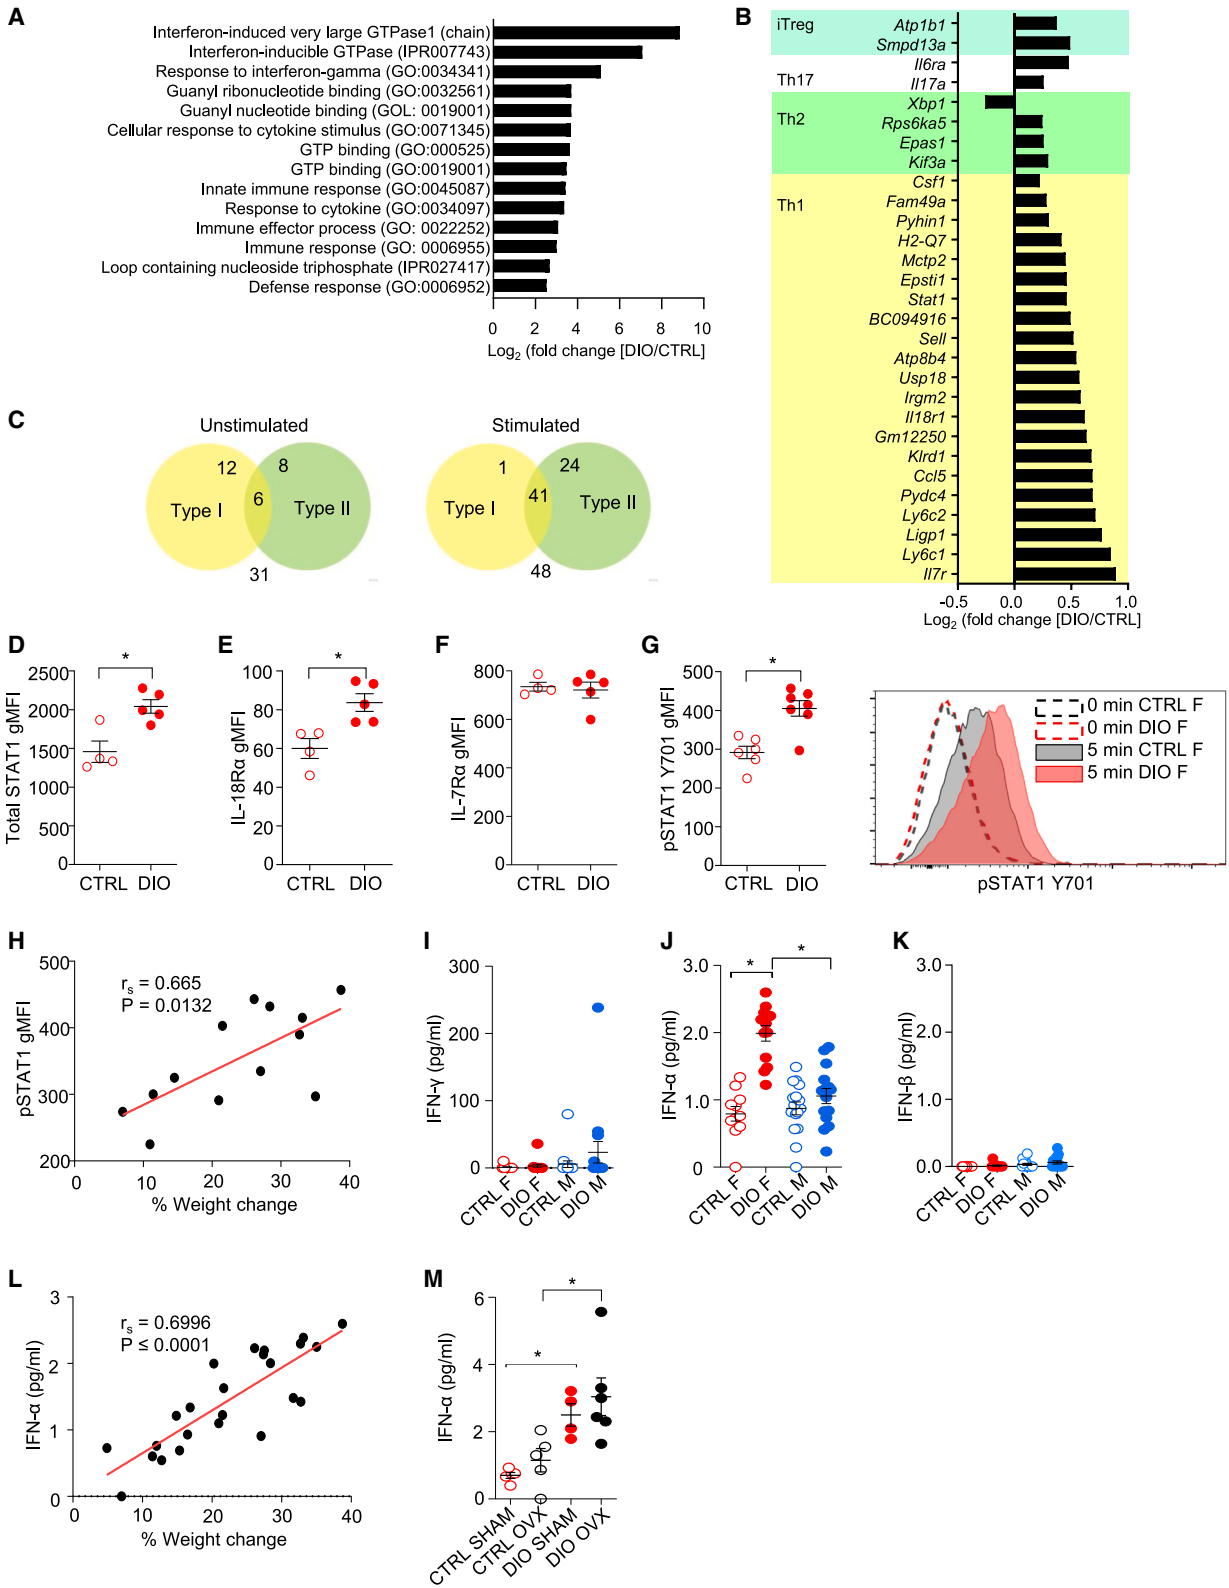 A
Interferon-induced very large GTPase1 (chain)
Interferon-inducible GTPase (IPR007743)
Response to interferon-gamma (GO:0034341)
Guanyl ribonucleotide binding (GO:0032561)
Guanyl nucleotide binding (GOL: 0019001)
Cellular response to cytokine stimulus (GO:0071345)
GTP binding (GO:000525)
GTP binding (GO:0019001)
Innate immune response (GO:0045087)
Response to cytokine (GO:0034097)
Immune effector process (GO: 0022252)
Immune response (GO: 0006955)
Loop containing nucleoside triphosphate (IPR027417)
Defense response (GO:0006952)
0 2 4 6 8 10
Log2 (fold change [DIO/CTRL]
B
iTreg
Th17
Th2
Th1
Atp1b1
Smpd13a
Il6ra
Il17a
Xbp1
Rps6ka5
Epas1
Kif3a
Csf1
Fam49a
Pyhin1
H2-Q7
Mctp2
Epsti1
Stat1
BC094916
Sell
Atp8b4
Usp18
Irgm2
Il18r1
Gm12250
Klrd1
Ccl5
Pydc4
Ly6c2
Ligp1
Ly6c1
Il7r
-0.5 0.0 0.5 1.0
Log2 (fold change [DIO/CTRL]
C
Unstimulated
12 8
6
Type I Type II
31
Stimulated
1 24
41
Type I Type II
48
D
*
Total STAT1 gMFI
2500
2000
1500
1000
500
0
CTRL DIO
E
*
IL-18Rα gMFI
100
80
60
40
20
0
CTRL DIO
F
IL-7Rα gMFI
800
600
400
200
0
CTRL DIO
G
*
pSTAT1 Y701 gMFI
500
400
300
200
100
0
CTRL DIO
0 min CTRL F
0 min DIO F
5 min CTRL F
5 min DIO F
pSTAT1 Y701
H
rs = 0.665
P = 0.0132
pSTAT1 gMFI
500
400
300
200
0 10 20 30 40
% Weight change
I
IFN-γ (pg/ml)
300
200
100
0
CTRL F
DIO F
CTRL M
DIO M
J
* *
IFN-α (pg/ml)
3.0
2.0
1.0
0
CTRL F
DIO F
CTRL M
DIO M
K
IFN-β (pg/ml)
3.0
2.0
1.0
0.0
CTRL F
DIO F
CTRL M
DIO M
L
rs = 0.6996
P ≤ 0.0001
IFN-α (pg/ml)
3
2
1
0
0 10 20 30 40
% Weight change
M
*
*
IFN-α (pg/ml)
6
4
2
0
CTRL SHAM
CTRL OVX
DIO SHAM
DIO OVX